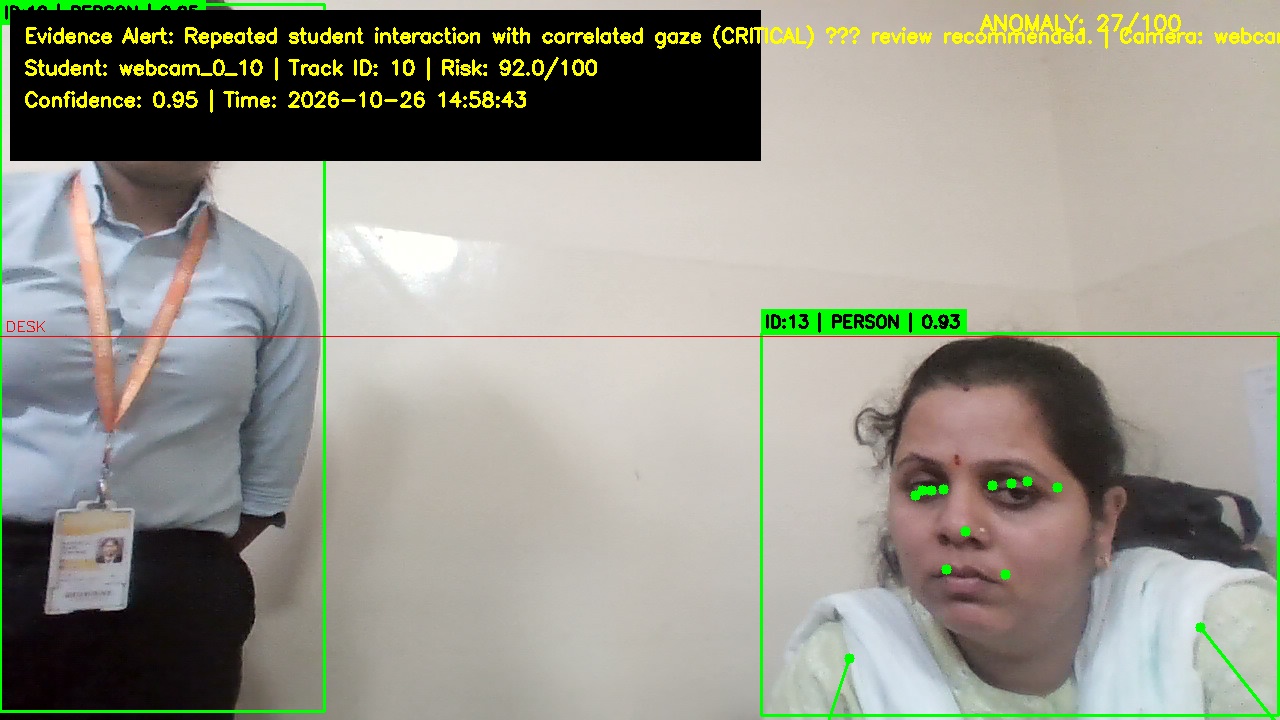 Evidence Alert: Repeated student interaction with correlated gaze (CRITICAL) ??? review recommended. | Camera: webcam
ANOMALY: 27/100
Student: webcam_0_10 | Track ID: 10 | Risk: 92.0/100
Confidence: 0.95 | Time: 2026-10-26 14:58:43
DESK
ID:13 | PERSON | 0.93